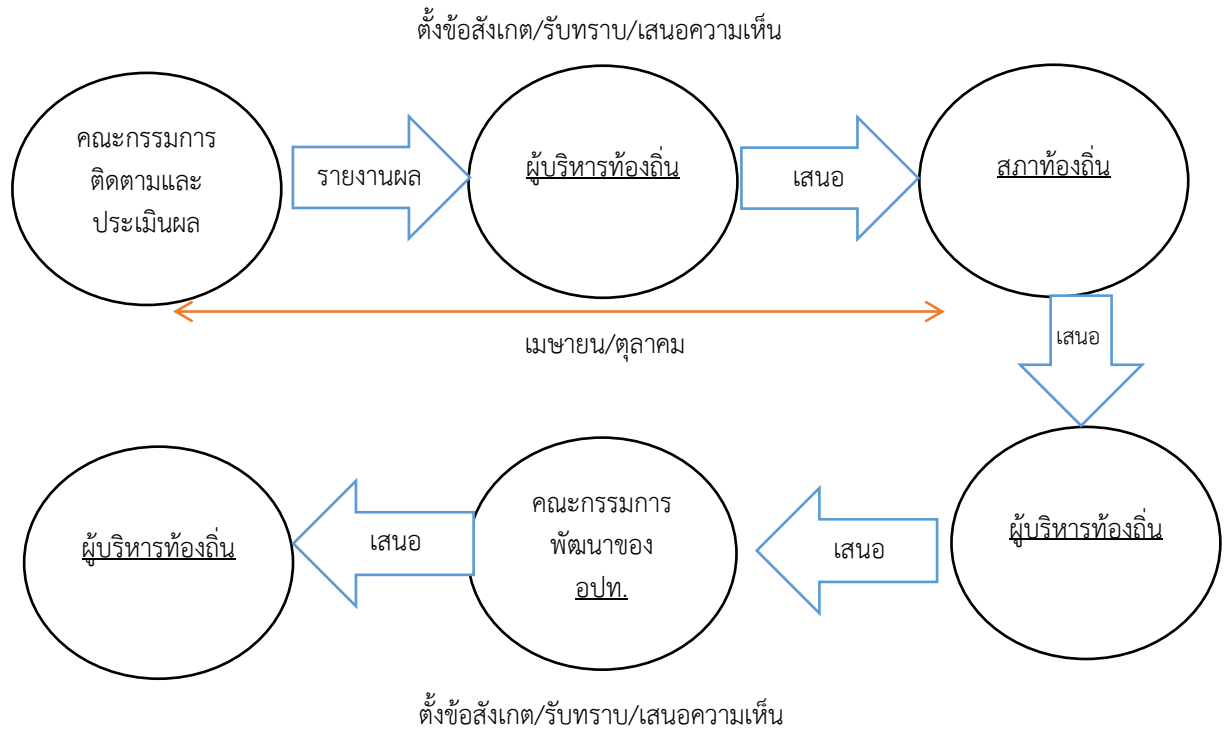 ตั้งข้อสังเกต/รับทราบ/เสนอความเห็น
คณะกรรมการ
ติดตามและ
ประเมินผล
รายงานผล
ผู้บริหารท้องถิ่น
เสนอ
สภาท้องถิ่น
เมษายน/ตุลาคม
เสนอ
ผู้บริหารท้องถิ่น
เสนอ
คณะกรรมการ
พัฒนาของ
อปท.
เสนอ
ผู้บริหารท้องถิ่น
ตั้งข้อสังเกต/รับทราบ/เสนอความเห็น